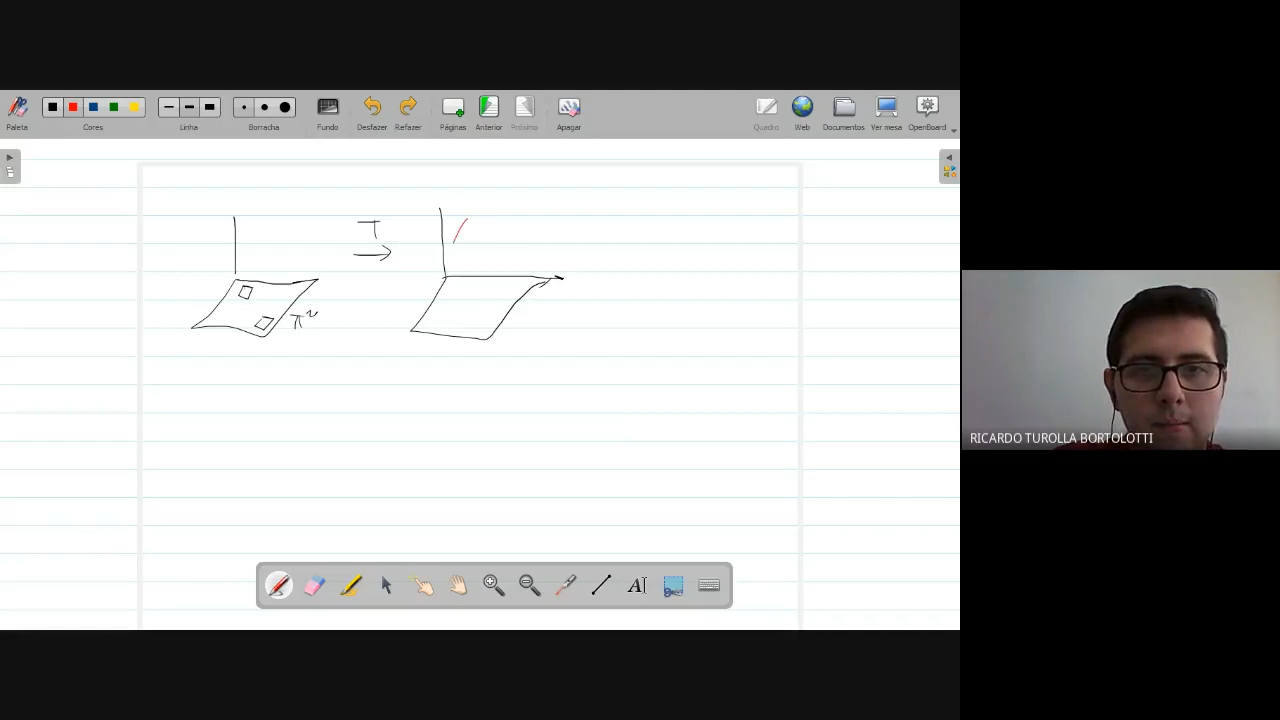 Paleta Cores Linha Borracha Fundo Desfazer Refazer Páginas Anterior Próximo Apagar Quadro Web Documentos Ver mesa OpenBoard
T
→
π
A
RICARDO TUROLLA BORTOLOTTI